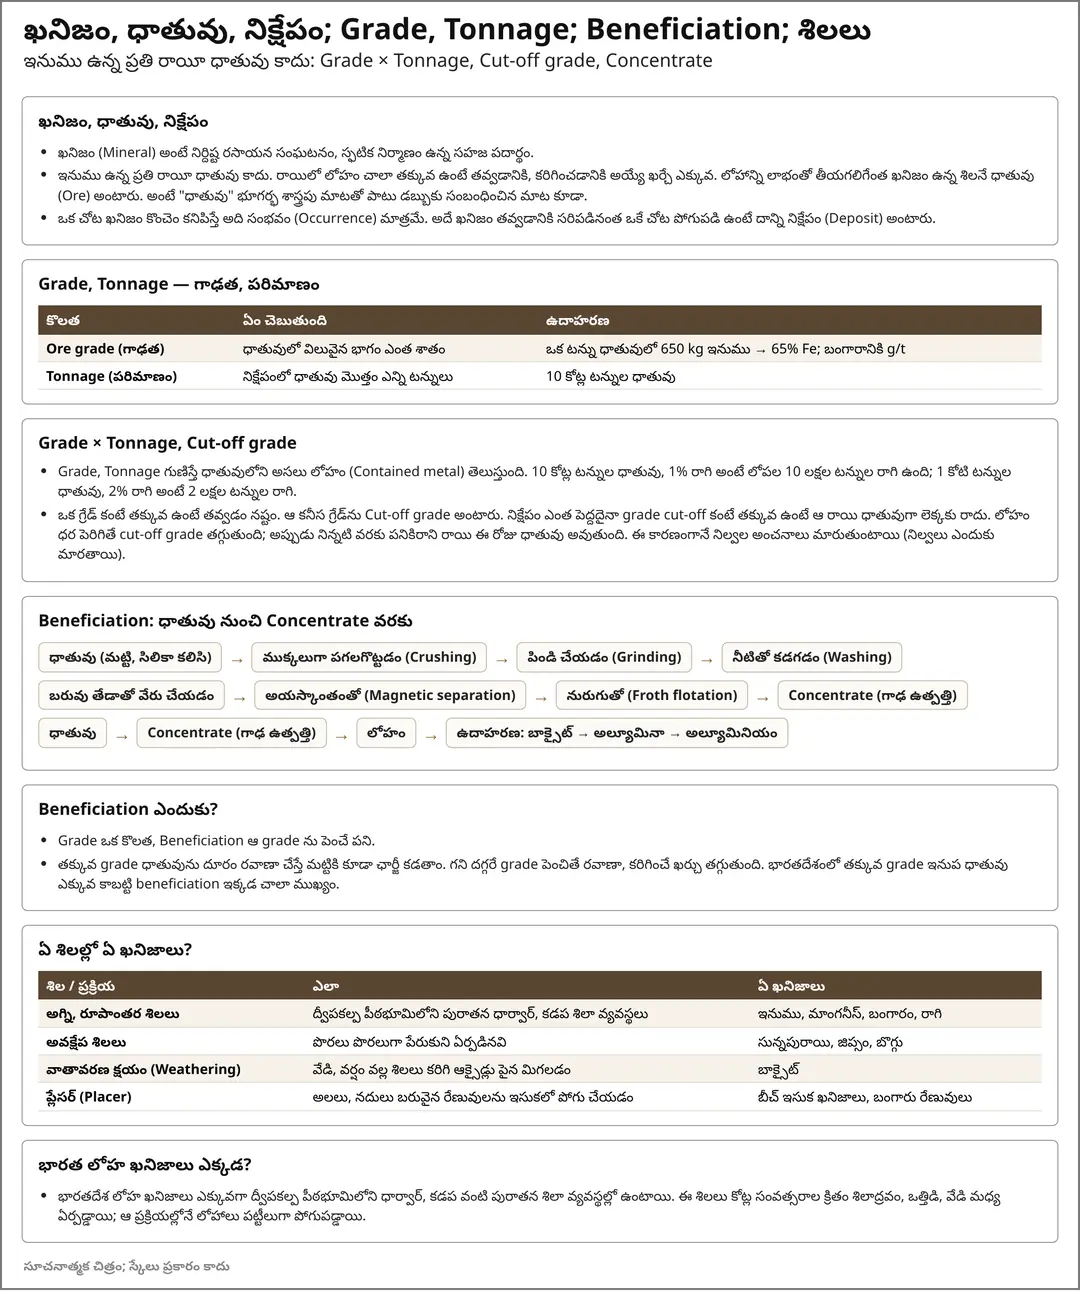 ఖనిజం, ధాతువు, నిక్షేపం; Grade, Tonnage; Beneficiation; శిలలు
ఇనుము ఉన్న ప్రతి రాయీ ధాతువు కాదు: Grade × Tonnage, Cut-off grade, Concentrate
ఖనిజం, ధాతువు, నిక్షేపం
• ఖనిజం (Mineral) అంటే నిర్దిష్ట రసాయన సంఘటనం, స్ఫటిక నిర్మాణం ఉన్న సహజ పదార్థం.
• ఇనుము ఉన్న ప్రతి రాయీ ధాతువు కాదు. రాయిలో లోహం చాలా తక్కువ ఉంటే తవ్వడానికి, కరిగించడానికి అయ్యే ఖర్చే ఎక్కువ. లోహాన్ని లాభంతో తీయగలిగేంత ఖనిజం ఉన్న శిలనే ధాతువు
(Ore) అంటారు. అంటే "ధాతువు" భూగర్భ శాస్త్రపు మాటతో పాటు డబ్బుకు సంబంధించిన మాట కూడా.
• ఒక చోట ఖనిజం కొంచెం కనిపిస్తే అది సంభవం (Occurrence) మాత్రమే. అదే ఖనిజం తవ్వడానికి సరిపడినంత ఒకే చోట పోగుపడి ఉంటే దాన్ని నిక్షేపం (Deposit) అంటారు.
Grade, Tonnage — గాఢత, పరిమాణం
కొలత ఏం చెబుతుంది ఉదాహరణ
Ore grade (గాఢత) ధాతువులో విలువైన భాగం ఎంత శాతం ఒక టన్ను ధాతువులో 650 kg ఇనుము → 65% Fe; బంగారానికి g/t
Tonnage (పరిమాణం) నిక్షేపంలో ధాతువు మొత్తం ఎన్ని టన్నులు 10 కోట్ల టన్నుల ధాతువు
Grade × Tonnage, Cut-off grade
• Grade, Tonnage గుణిస్తే ధాతువులోని అసలు లోహం (Contained metal) తెలుస్తుంది. 10 కోట్ల టన్నుల ధాతువు, 1% రాగి అంటే లోపల 10 లక్షల టన్నుల రాగి ఉంది; 1 కోటి టన్నుల
ధాతువు, 2% రాగి అంటే 2 లక్షల టన్నుల రాగి.
• ఒక గ్రేడ్ కంటే తక్కువ ఉంటే తవ్వడం నష్టం. ఆ కనీస గ్రేడ్‌ను Cut-off grade అంటారు. నిక్షేపం ఎంత పెద్దదైనా grade cut-off కంటే తక్కువ ఉంటే ఆ రాయి ధాతువుగా లెక్కకు రాదు. లోహం
ధర పెరిగితే cut-off grade తగ్గుతుంది; అప్పుడు నిన్నటి వరకు పనికిరాని రాయి ఈ రోజు ధాతువు అవుతుంది. ఈ కారణంగానే నిల్వల అంచనాలు మారుతుంటాయి (నిల్వలు ఎందుకు
మారతాయి).
Beneficiation: ధాతువు నుంచి Concentrate వరకు
ధాతువు (మట్టి, సిలికా కలిసి) → ముక్కలుగా పగలగొట్టడం (Crushing) → పిండి చేయడం (Grinding) → నీటితో కడగడం (Washing)
బరువు తేడాతో వేరు చేయడం → అయస్కాంతంతో (Magnetic separation) → నురుగుతో (Froth flotation) → Concentrate (గాఢ ఉత్పత్తి)
ధాతువు → Concentrate (గాఢ ఉత్పత్తి) → లోహం → ఉదాహరణ: బాక్సైట్ → అల్యూమినా → అల్యూమినియం
Beneficiation ఎందుకు?
• Grade ఒక కొలత, Beneficiation ఆ grade ను పెంచే పని.
• తక్కువ grade ధాతువును దూరం రవాణా చేస్తే మట్టికి కూడా ఛార్జీ కడతాం. గని దగ్గరే grade పెంచితే రవాణా, కరిగించే ఖర్చు తగ్గుతుంది. భారతదేశంలో తక్కువ grade ఇనుప ధాతువు
ఎక్కువ కాబట్టి beneficiation ఇక్కడ చాలా ముఖ్యం.
ఏ శిలల్లో ఏ ఖనిజాలు?
శిల / ప్రక్రియ ఎలా ఏ ఖనిజాలు
అగ్ని, రూపాంతర శిలలు ద్వీపకల్ప పీఠభూమిలోని పురాతన ధార్వార్, కడప శిలా వ్యవస్థలు ఇనుము, మాంగనీస్, బంగారం, రాగి
అవక్షేప శిలలు పొరలు పొరలుగా పేరుకుని ఏర్పడినవి సున్నపురాయి, జిప్సం, బొగ్గు
వాతావరణ క్షయం (Weathering) వేడి, వర్షం వల్ల శిలలు కరిగి ఆక్సైడ్లు పైన మిగలడం బాక్సైట్
ప్లేసర్ (Placer) అలలు, నదులు బరువైన రేణువులను ఇసుకలో పోగు చేయడం బీచ్ ఇసుక ఖనిజాలు, బంగారు రేణువులు
భారత లోహ ఖనిజాలు ఎక్కడ?
• భారతదేశ లోహ ఖనిజాలు ఎక్కువగా ద్వీపకల్ప పీఠభూమిలోని ధార్వార్, కడప వంటి పురాతన శిలా వ్యవస్థల్లో ఉంటాయి. ఈ శిలలు కోట్ల సంవత్సరాల క్రితం శిలాద్రవం, ఒత్తిడి, వేడి మధ్య
ఏర్పడ్డాయి; ఆ ప్రక్రియల్లోనే లోహాలు పట్టీలుగా పోగుపడ్డాయి.
సూచనాత్మక చిత్రం; స్కేలు ప్రకారం కాదు